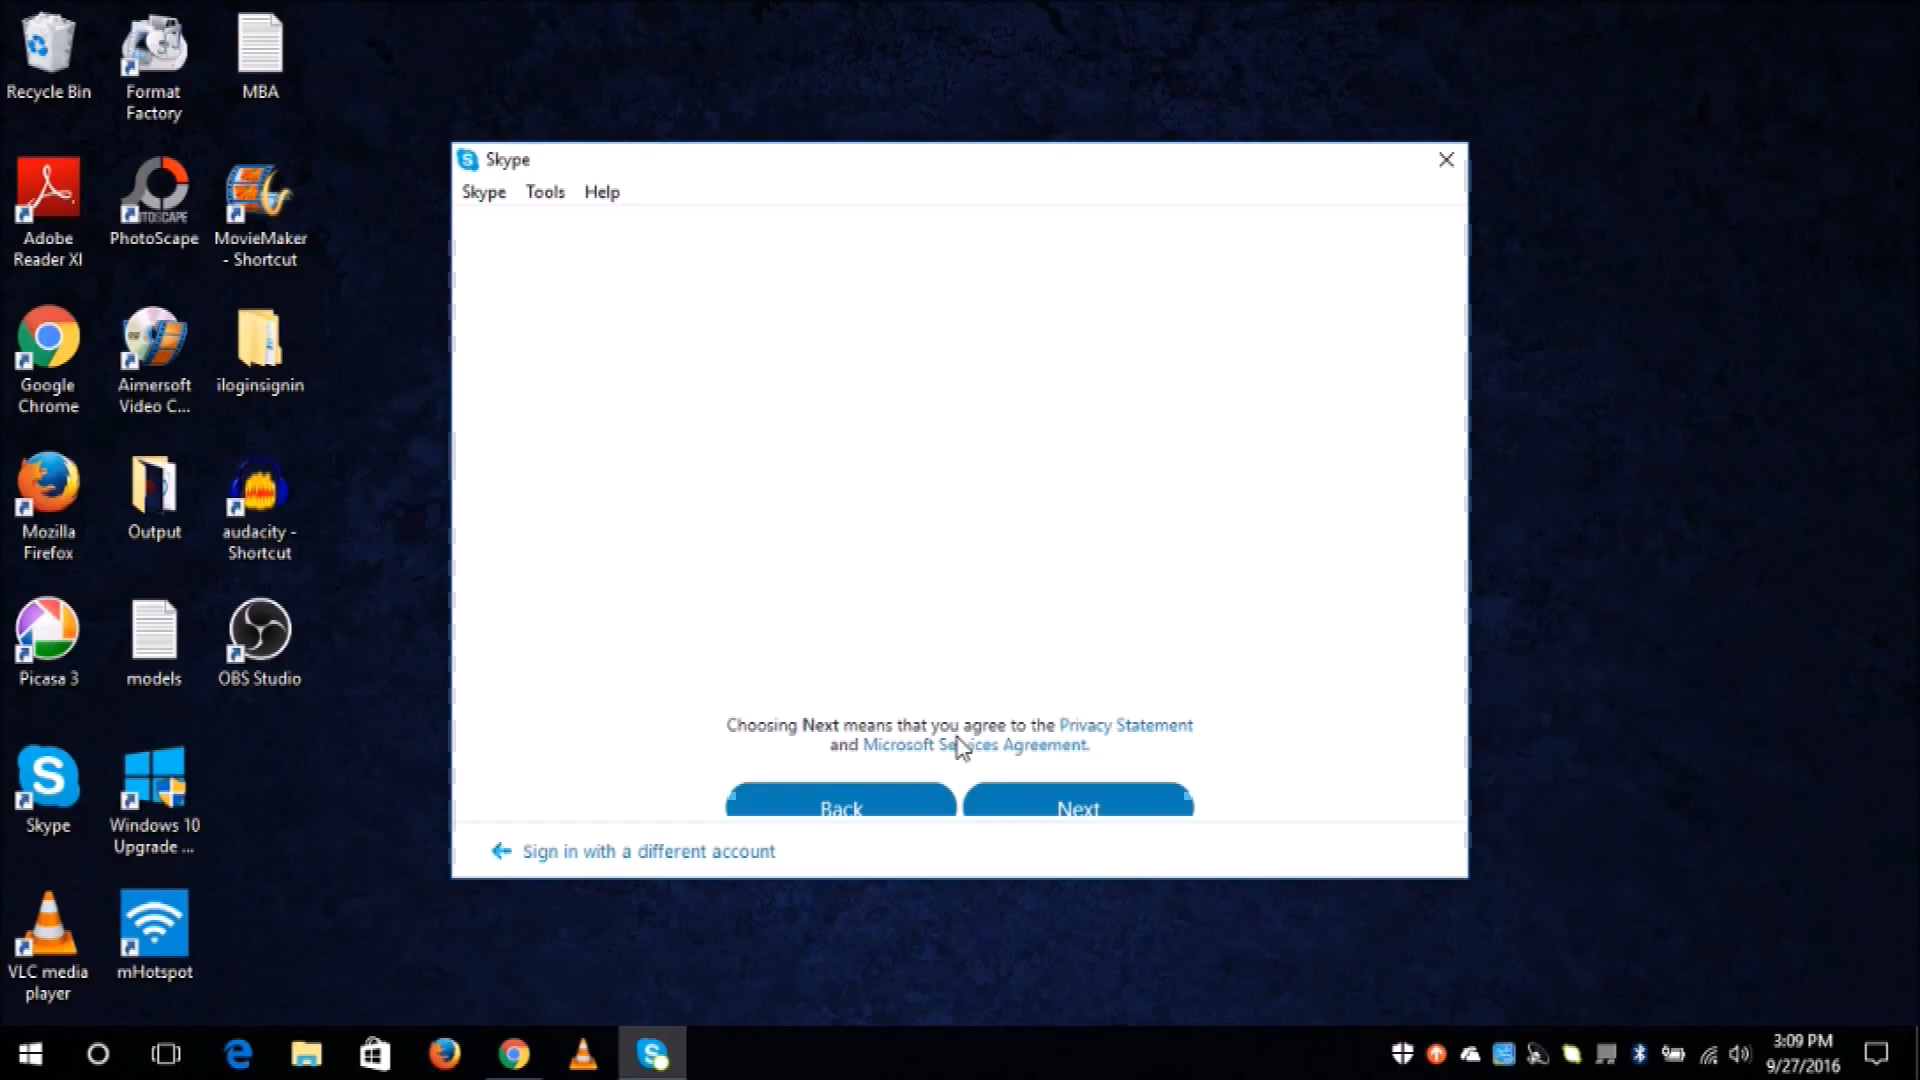 Recycle Bin
Format
Factory
MBA
Adobe
Reader XI
PhotoScape
MovieMaker
- Shortcut
Google
Chrome
Aimersoft
Video C...
iloginsignin
Mozilla
Firefox
Output
audacity -
Shortcut
Picasa 3
models
OBS Studio
Skype
Windows 10
Upgrade ...
VLC media
player
mHotspot
Skype
Skype Tools Help
Choosing Next means that you agree to the Privacy Statement
and Microsoft Services Agreement.
Back
Next
Sign in with a different account
3:09 PM
9/27/2016